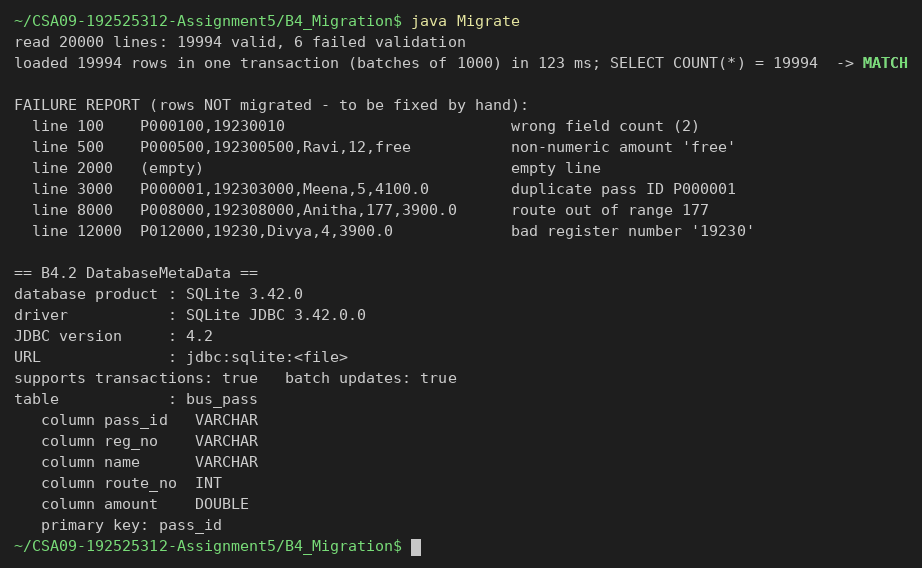 ~/CSA09-192525312-Assignment5/B4_Migration$ java Migrate
read 20000 lines: 19994 valid, 6 failed validation
loaded 19994 rows in one transaction (batches of 1000) in 123 ms; SELECT COUNT(*) = 19994  -> MATCH
FAILURE REPORT (rows NOT migrated - to be fixed by hand):
  line 100    P000100,19230010                         wrong field count (2)
  line 500    P000500,192300500,Ravi,12,free           non-numeric amount 'free'
  line 2000   (empty)                                  empty line
  line 3000   P000001,192303000,Meena,5,4100.0         duplicate pass ID P000001
  line 8000   P008000,192308000,Anitha,177,3900.0      route out of range 177
  line 12000  P012000,19230,Divya,4,3900.0             bad register number '19230'
== B4.2 DatabaseMetaData ==
database product : SQLite 3.42.0
driver           : SQLite JDBC 3.42.0.0
JDBC version     : 4.2
URL              : jdbc:sqlite:<file>
supports transactions: true   batch updates: true
table            : bus_pass
   column pass_id   VARCHAR
   column reg_no    VARCHAR
   column name      VARCHAR
   column route_no  INT
   column amount    DOUBLE
   primary key: pass_id
~/CSA09-192525312-Assignment5/B4_Migration$